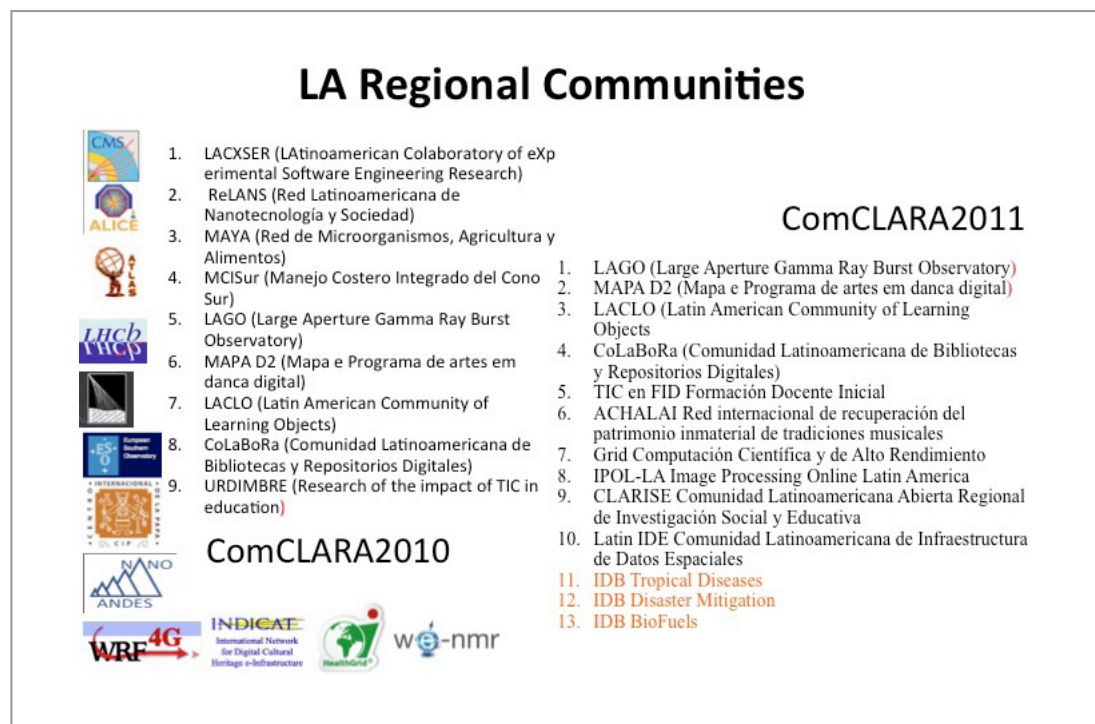 LA Regional Communities
CMS
ALICE
ATLAS
LHCb
ESO
European
Southern
Observatory
CENTRO INTERNACIONAL DE LA PAPA
CIP
NANO
ANDES
WRF4G
INDICAT
International Network
for Digital Cultural
Heritage e-Infrastructure
HealthGrid
we-nmr
1. LACXSER (LAtinoamerican Colaboratory of eXp
erimental Software Engineering Research)
2. ReLANS (Red Latinoamericana de
Nanotecnología y Sociedad)
3. MAYA (Red de Microorganismos, Agricultura y
Alimentos)
4. MCISur (Manejo Costero Integrado del Cono
Sur)
5. LAGO (Large Aperture Gamma Ray Burst
Observatory)
6. MAPA D2 (Mapa e Programa de artes em
danca digital)
7. LACLO (Latin American Community of
Learning Objects)
8. CoLaBoRa (Comunidad Latinoamericana de
Bibliotecas y Repositorios Digitales)
9. URDIMBRE (Research of the impact of TIC in
education)
ComCLARA2010
ComCLARA2011
1. LAGO (Large Aperture Gamma Ray Burst Observatory)
2. MAPA D2 (Mapa e Programa de artes em danca digital)
3. LACLO (Latin American Community of Learning
Objects
4. CoLaBoRa (Comunidad Latinoamericana de Bibliotecas
y Repositorios Digitales)
5. TIC en FID Formación Docente Inicial
6. ACHALAI Red internacional de recuperación del
patrimonio inmaterial de tradiciones musicales
7. Grid Computación Científica y de Alto Rendimiento
8. IPOL-LA Image Processing Online Latin America
9. CLARISE Comunidad Latinoamericana Abierta Regional
de Investigación Social y Educativa
10. Latin IDE Comunidad Latinoamericana de Infraestructura
de Datos Espaciales
11. IDB Tropical Diseases
12. IDB Disaster Mitigation
13. IDB BioFuels